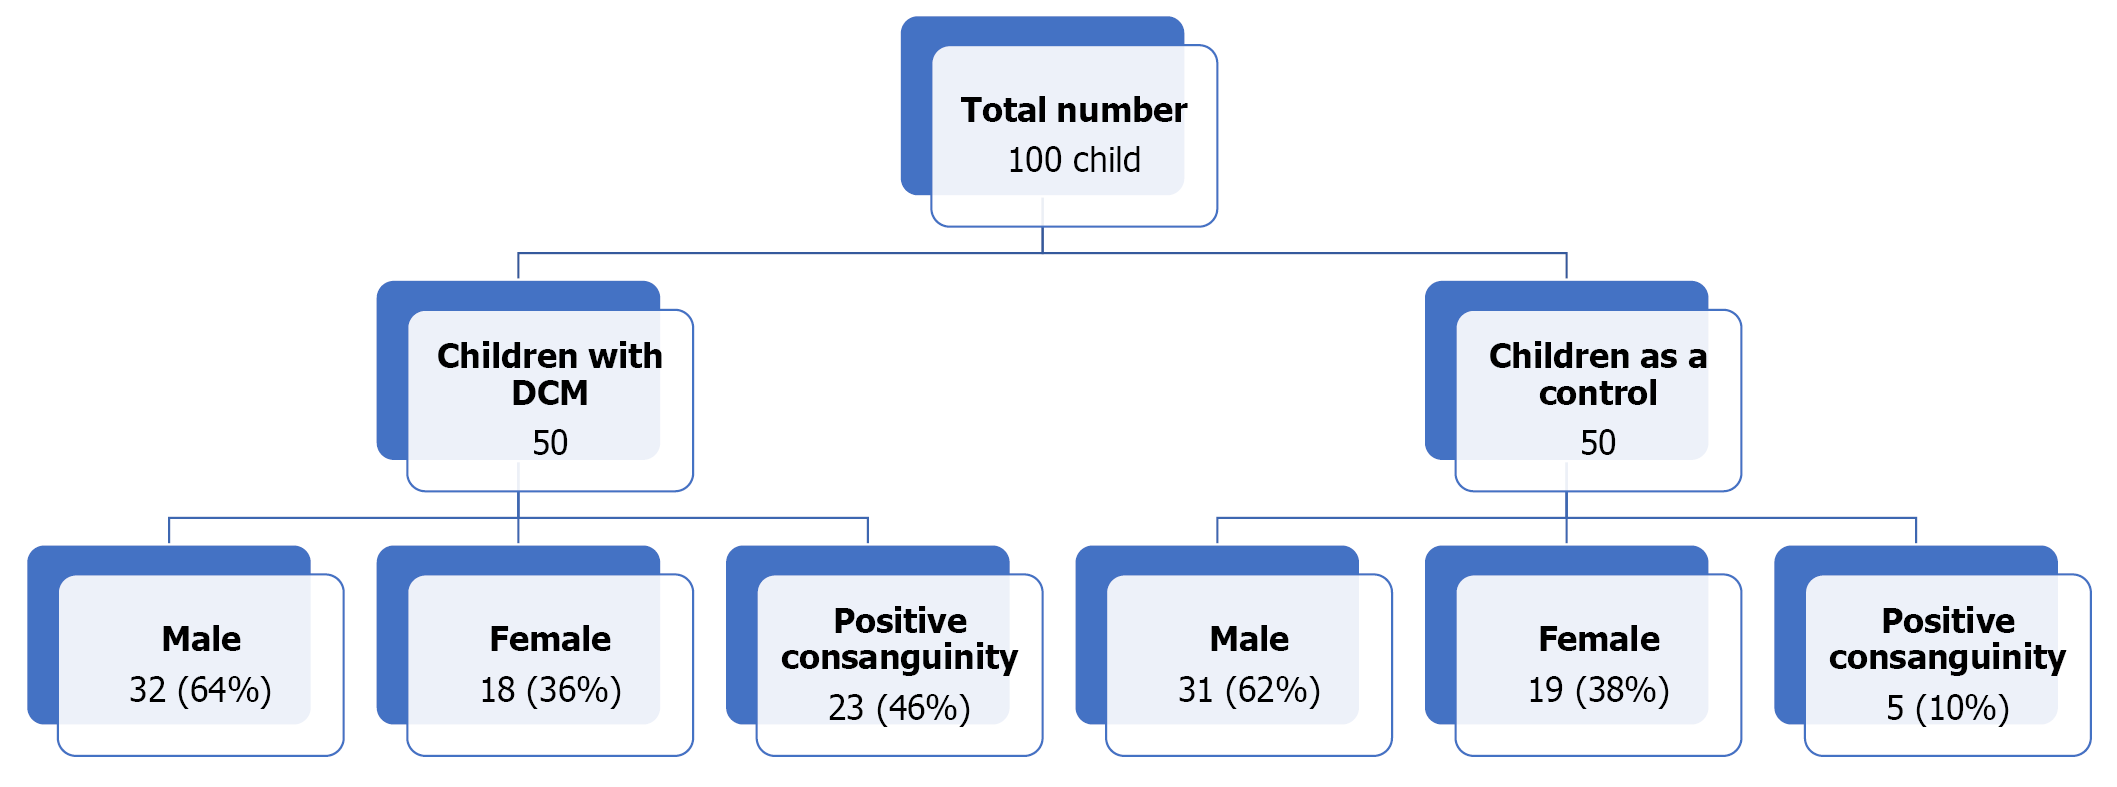 Total number
100 child
Children with
DCM
50
Children as a
control
50
Male
32 (64%)
Female
18 (36%)
Positive
consanguinity
23 (46%)
Male
31 (62%)
Female
19 (38%)
Positive
consanguinity
5 (10%)